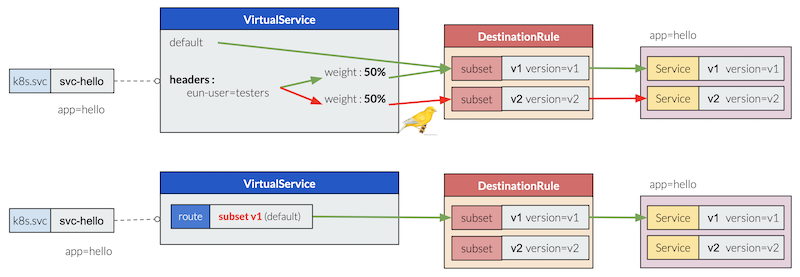 VirtualService
default
headers :
eun-user=testers
weight : 50%
weight : 50%
k8s.svc svc-hello
app=hello
DestinationRule
subset v1 version=v1
subset v2 version=v2
app=hello
Service v1 version=v1
Service v2 version=v2
VirtualService
route subset v1 (default)
k8s.svc svc-hello
app=hello
DestinationRule
subset v1 version=v1
subset v2 version=v2
app=hello
Service v1 version=v1
Service v2 version=v2